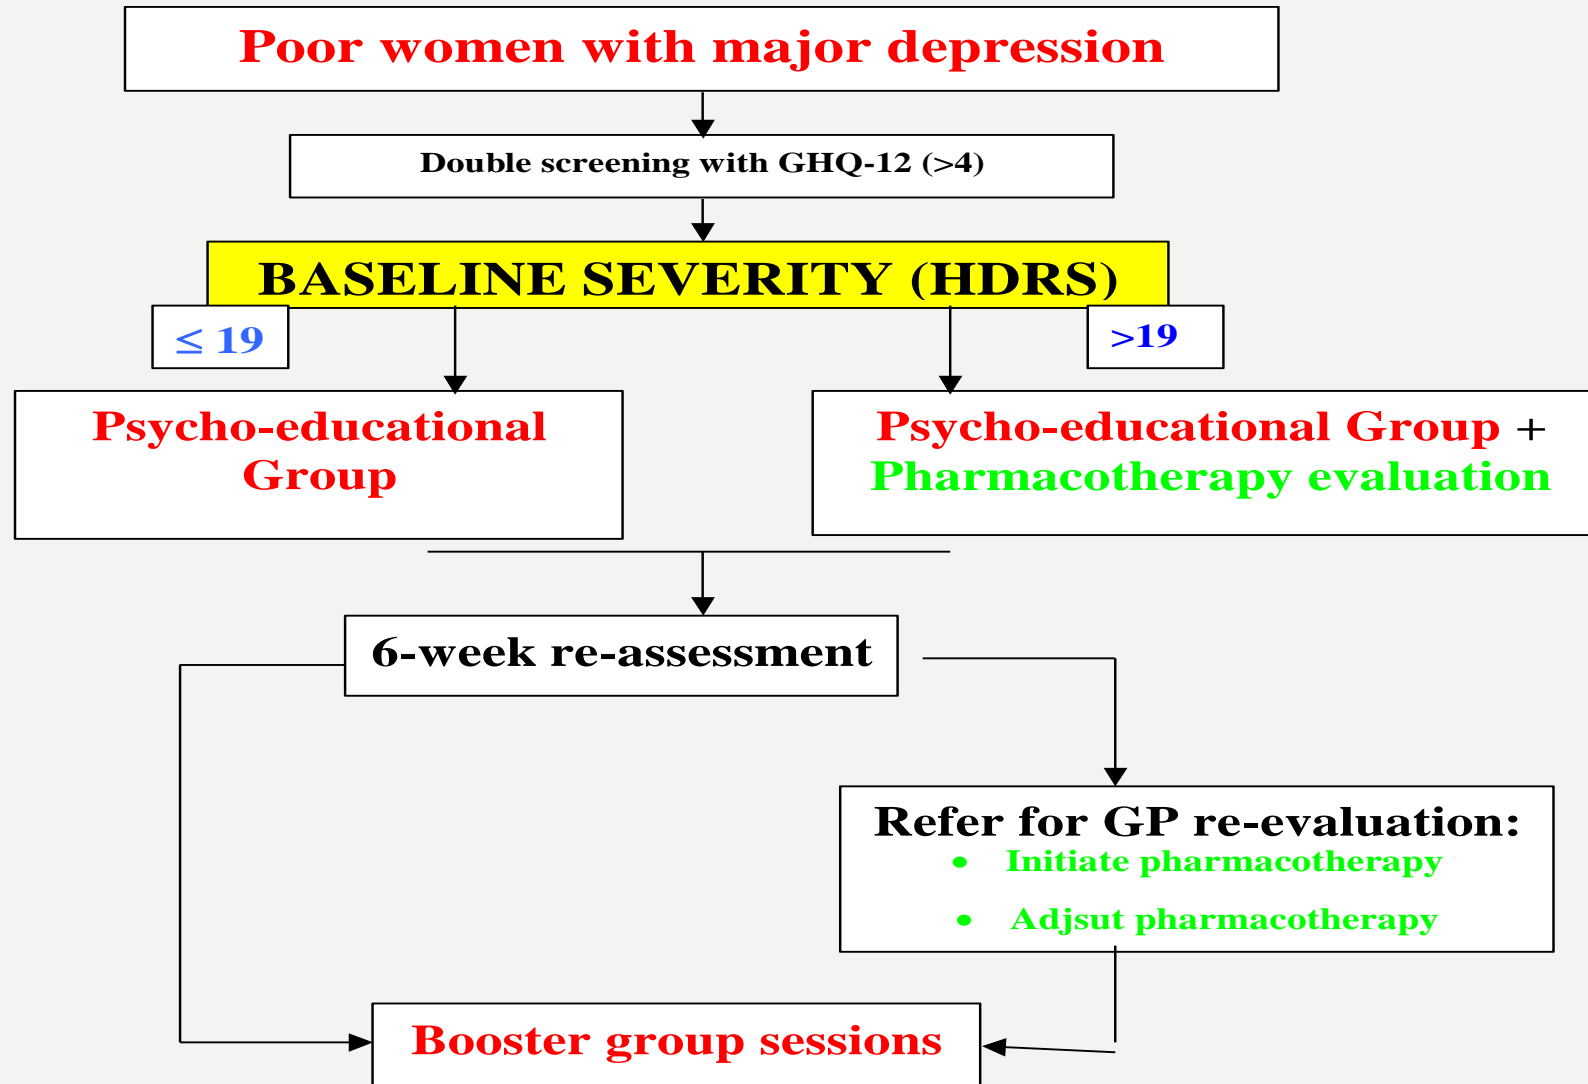 Poor women with major depression
Double screening with GHQ-12 (>4)
BASELINE SEVERITY (HDRS)
≤ 19
>19
Psycho-educational
Group
Psycho-educational Group +
Pharmacotherapy evaluation
6-week re-assessment
Refer for GP re-evaluation:
• Initiate pharmacotherapy
• Adjsut pharmacotherapy
Booster group sessions